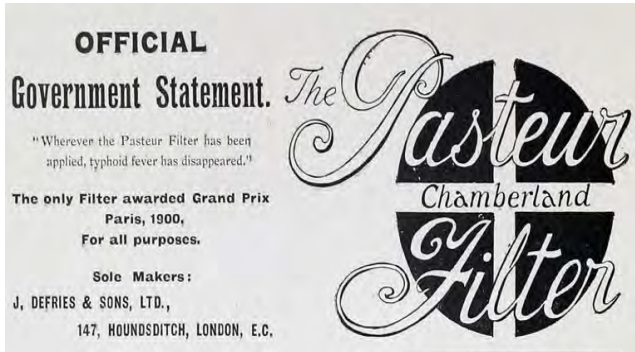 OFFICIAL
Government Statement.
"Wherever the Pasteur Filter has been
applied, typhoid fever has disappeared."
The only Filter awarded Grand Prix
Paris, 1900,
For all purposes.
Sole Makers:
J. DEFRIES & SONS, LTD.,
147, HOUNDSDITCH, LONDON, E.C.
The Pasteur
Chamberland
Filter